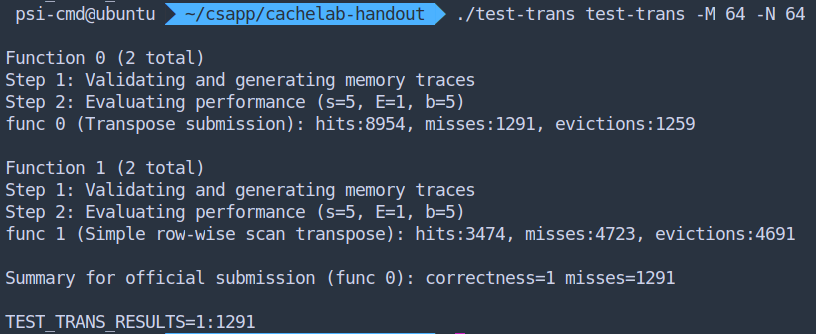 psi-cmd@ubuntu ~/csapp/cachelab-handout ./test-trans test-trans -M 64 -N 64
Function 0 (2 total)
Step 1: Validating and generating memory traces
Step 2: Evaluating performance (s=5, E=1, b=5)
func 0 (Transpose submission): hits:8954, misses:1291, evictions:1259
Function 1 (2 total)
Step 1: Validating and generating memory traces
Step 2: Evaluating performance (s=5, E=1, b=5)
func 1 (Simple row-wise scan transpose): hits:3474, misses:4723, evictions:4691
Summary for official submission (func 0): correctness=1 misses=1291
TEST_TRANS_RESULTS=1:1291